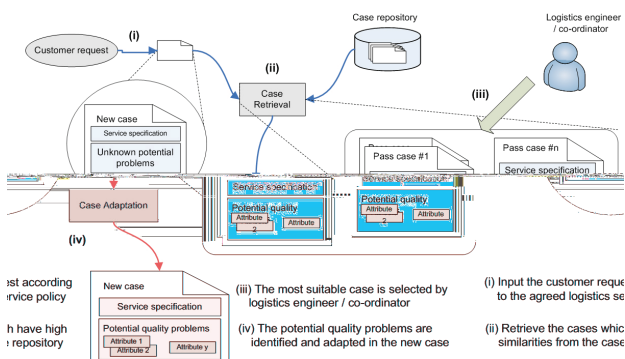 Case repository
Logistics engineer
/ co-ordinator
(i)
Customer request
(ii)
Case
Retrieval
(iii)
New case
Service specification
Unknown potential
problems
Pass case #1
Pass case #n
Service specification
Service specification
Service specification
Case Adaptation
Potential quality
Attribute
2
Attribute
Potential quality
Attribute
2
Attribute
(iv)
est according
ervice policy
h have high
e repository
New case
Service specification
Potential quality problems
Attribute 1
Attribute 2
Attribute y
(iii) The most suitable case is selected by
logistics engineer / co-ordinator
(iv) The potential quality problems are
identified and adapted in the new case
(i) Input the customer reque
to the agreed logistics se
(ii) Retrieve the cases whic
similarities from the case